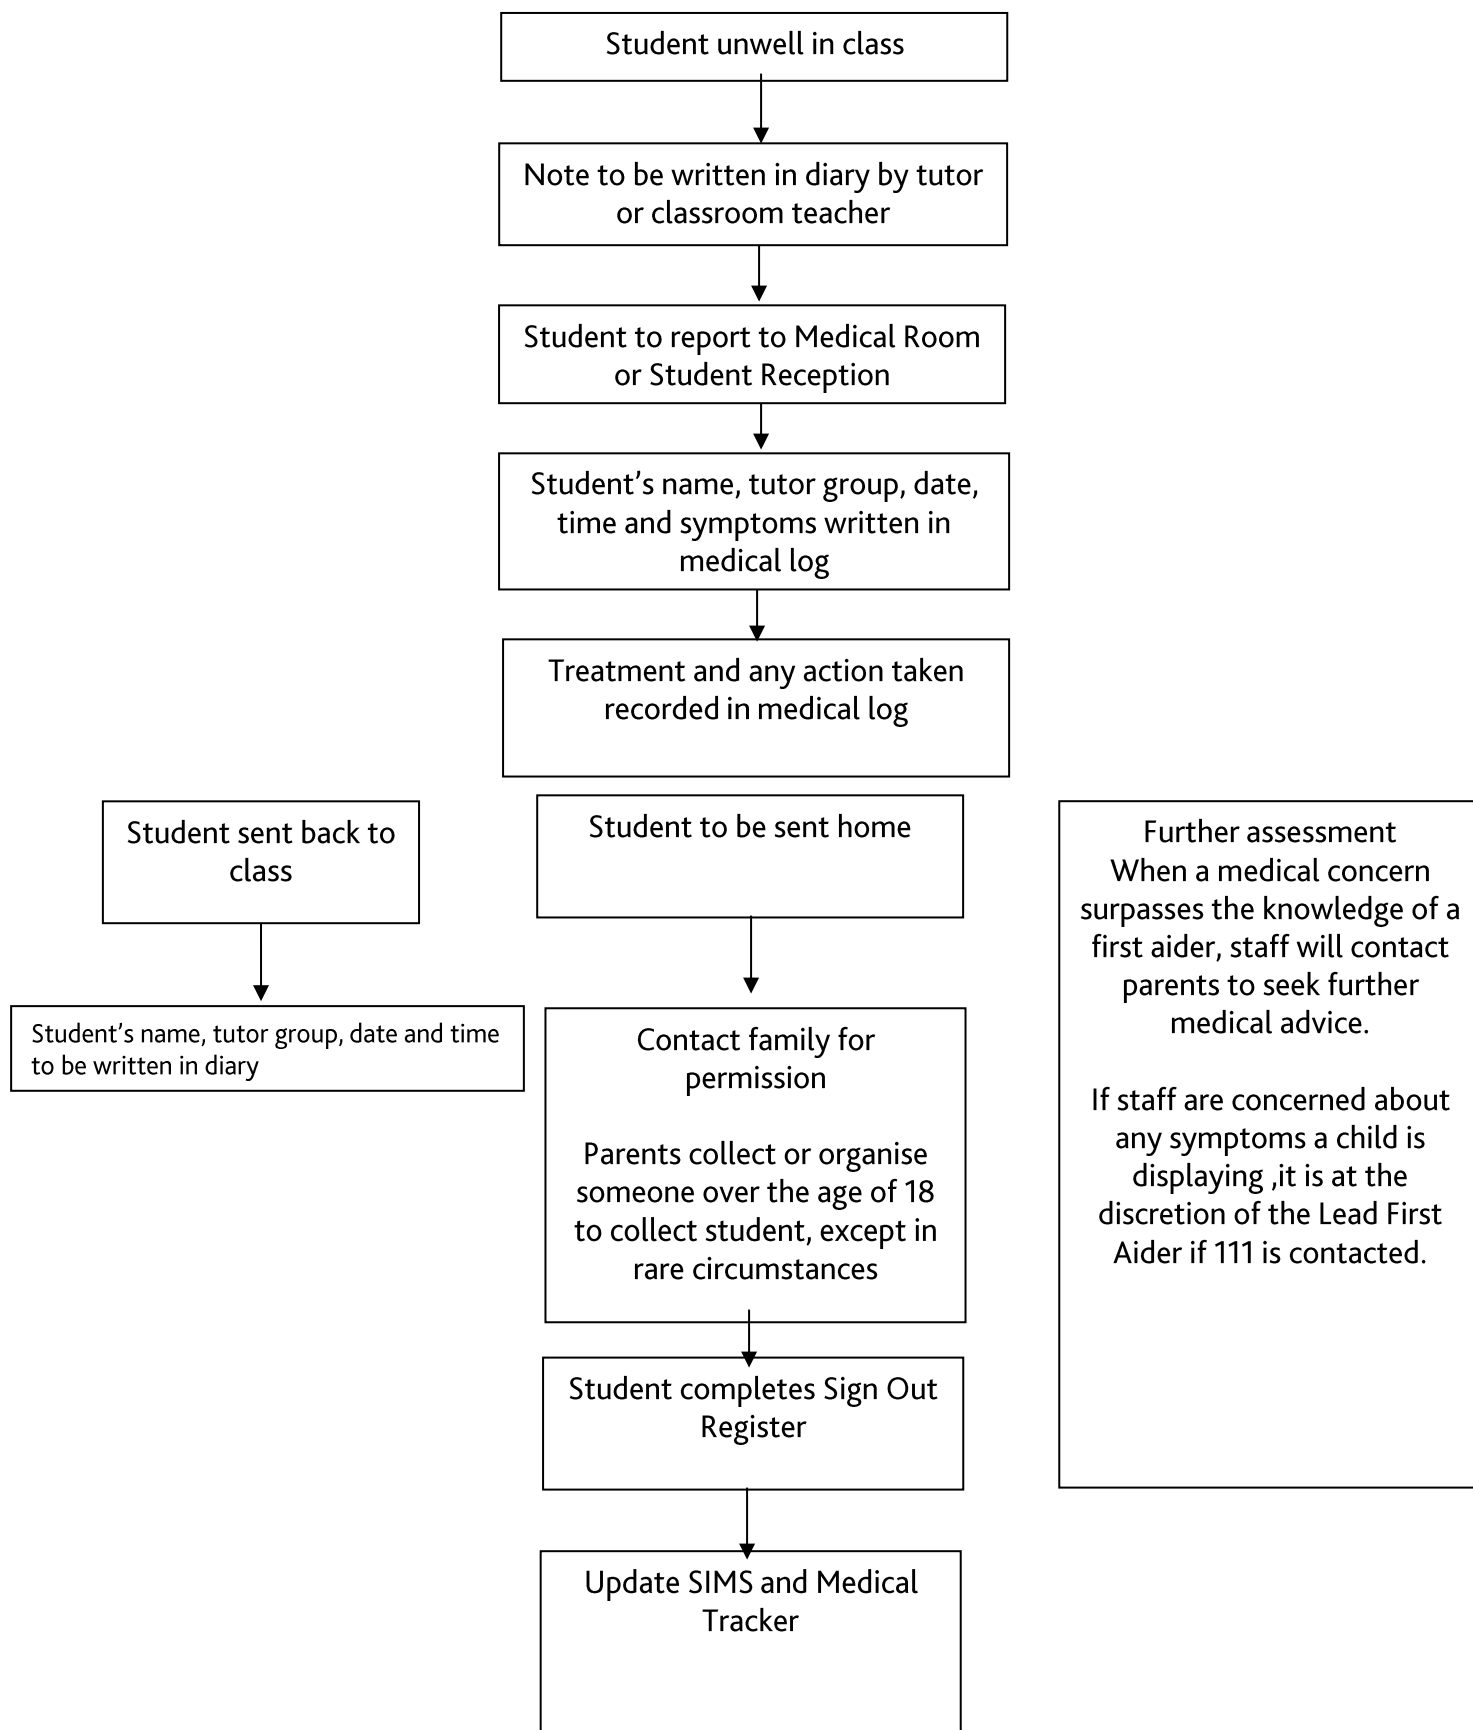 Student unwell in class
Note to be written in diary by tutor
or classroom teacher
Student to report to Medical Room
or Student Reception
Student’s name, tutor group, date,
time and symptoms written in
medical log
Treatment and any action taken
recorded in medical log
Student sent back to
class
Student’s name, tutor group, date and time
to be written in diary
Student to be sent home
Contact family for
permission
Parents collect or organise
someone over the age of 18
to collect student, except in
rare circumstances
Student completes Sign Out
Register
Update SIMS and Medical
Tracker
Further assessment
When a medical concern
surpasses the knowledge of a
first aider, staff will contact
parents to seek further
medical advice.
If staff are concerned about
any symptoms a child is
displaying ,it is at the
discretion of the Lead First
Aider if 111 is contacted.